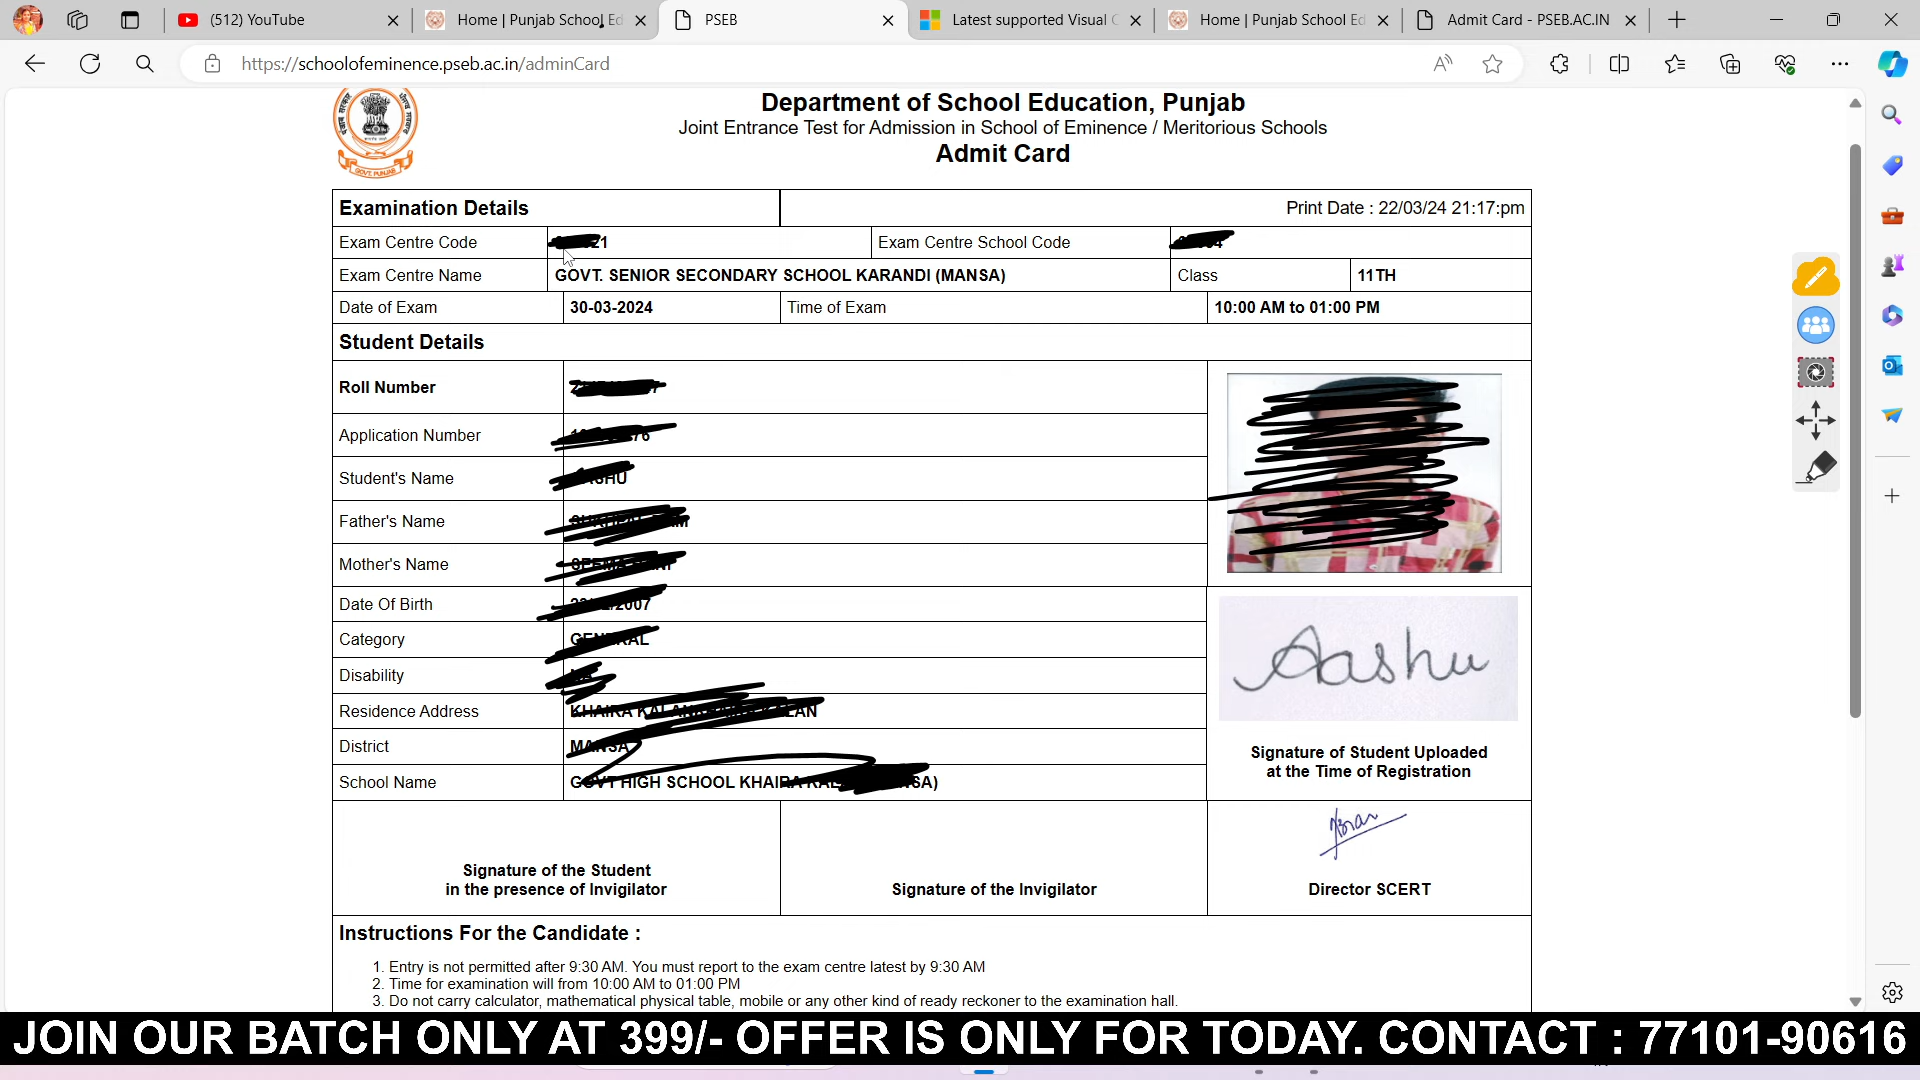 (512) YouTube
Home | Punjab School Ed
PSEB
Latest supported Visual C
Home | Punjab School Ed
Admit Card - PSEB.AC.IN
https://schoolofeminence.pseb.ac.in/adminCard
Department of School Education, Punjab
Joint Entrance Test for Admission in School of Eminence / Meritorious Schools
Admit Card
GOVT. PUNJAB
Examination Details
Print Date : 22/03/24 21:17:pm
Exam Centre Code
Exam Centre School Code
Exam Centre Name GOVT. SENIOR SECONDARY SCHOOL KARANDI (MANSA) Class 11TH
Date of Exam 30-03-2024 Time of Exam 10:00 AM to 01:00 PM
Student Details
Roll Number
Application Number
Student's Name
Father's Name
Mother's Name
Date Of Birth
Category
Disability
Residence Address
District
School Name
Aashu
Signature of Student Uploaded
at the Time of Registration
Signature of the Student
in the presence of Invigilator
Signature of the Invigilator
Director SCERT
Instructions For the Candidate :
1. Entry is not permitted after 9:30 AM. You must report to the exam centre latest by 9:30 AM
2. Time for examination will from 10:00 AM to 01:00 PM
3. Do not carry calculator, mathematical physical table, mobile or any other kind of ready reckoner to the examination hall.
JOIN OUR BATCH ONLY AT 399/- OFFER IS ONLY FOR TODAY. CONTACT : 77101-90616